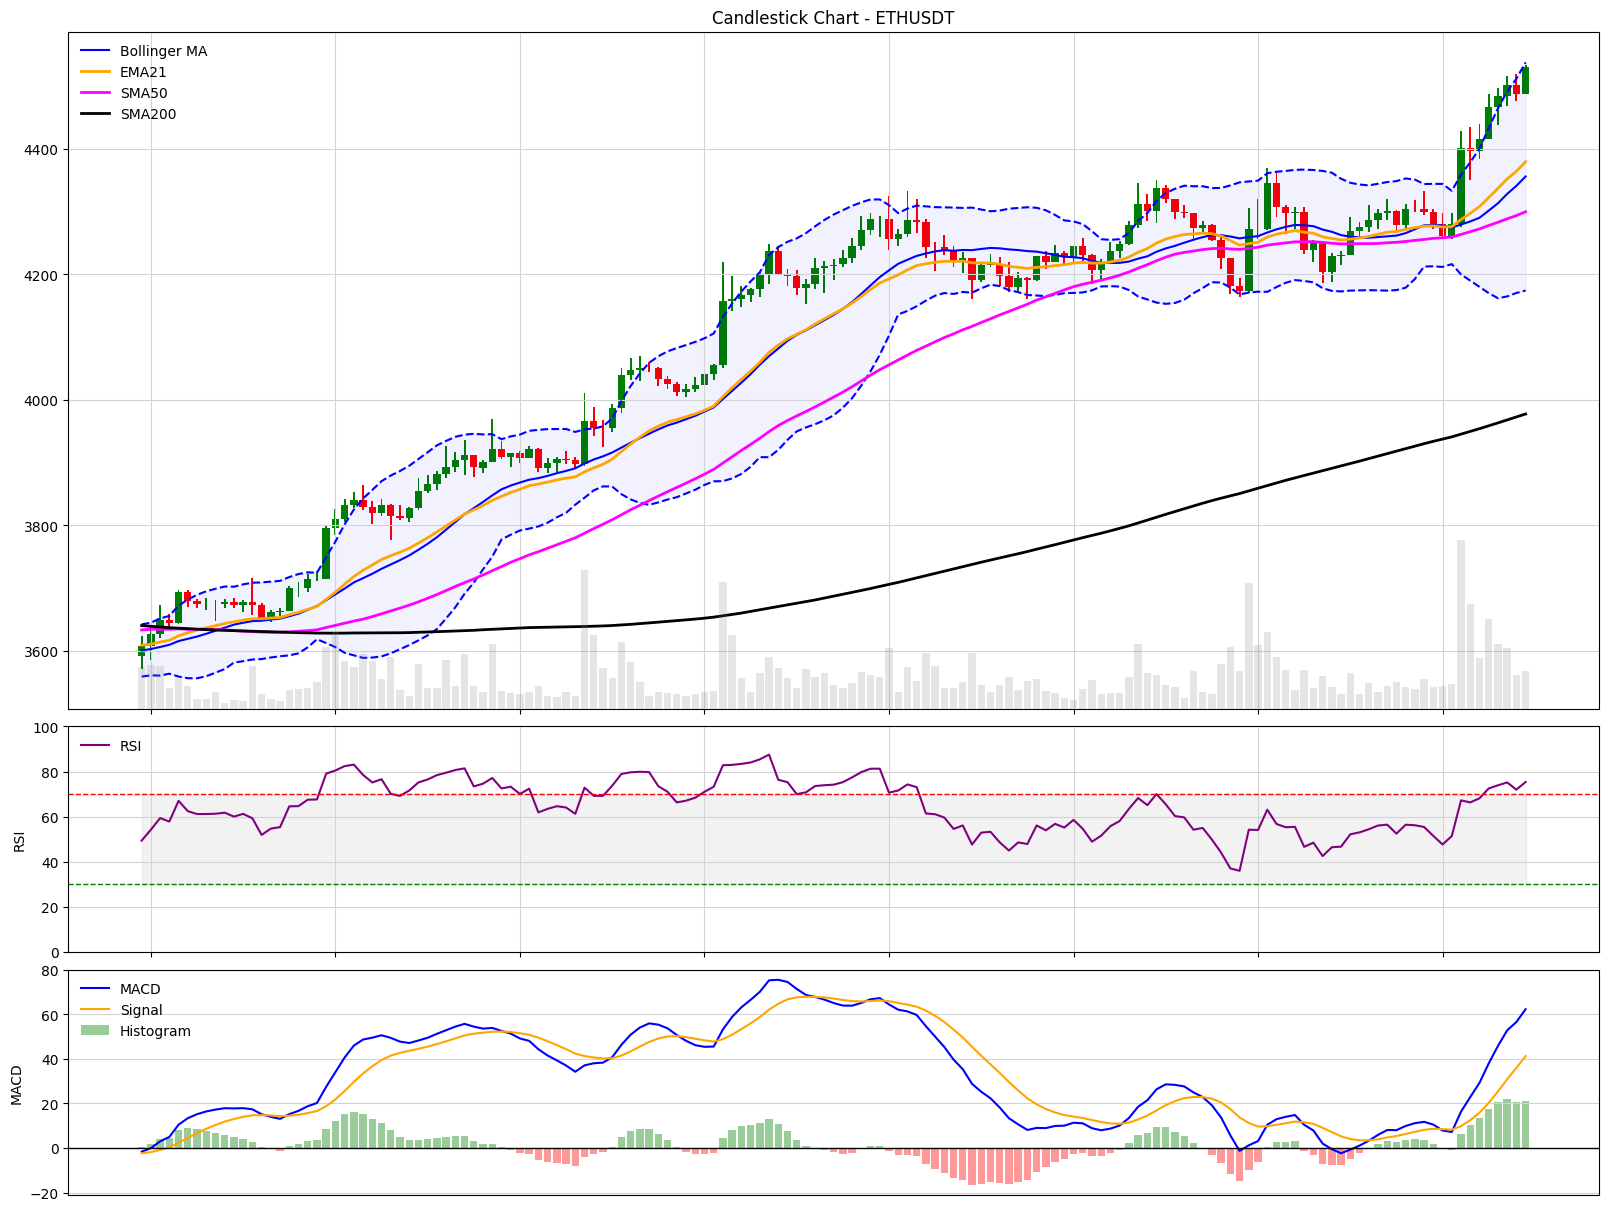 Candlestick Chart - ETHUSDT
Bollinger MA
EMA21
SMA50
SMA200
4400
4200
4000
3800
3600
100
80
60
40
20
0
RSI
RSI
80
60
40
20
0
−20
MACD
MACD
Signal
Histogram